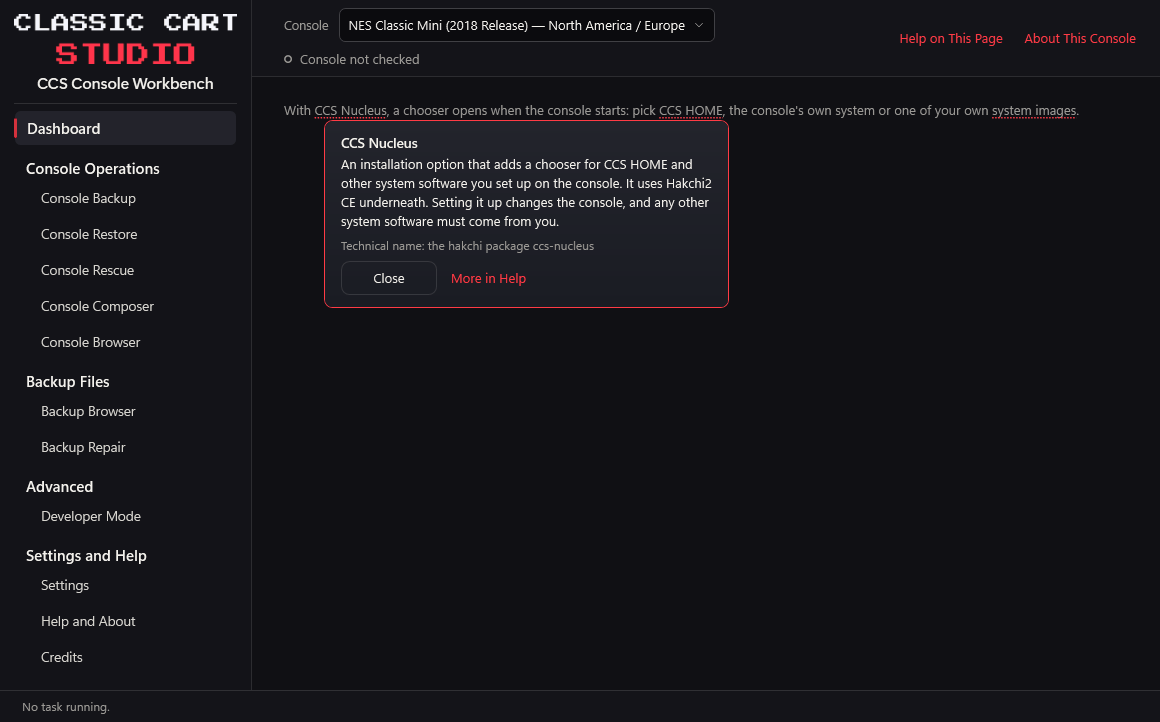 CLASSIC CART
STUDIO
CCS Console Workbench
Dashboard
Console Operations
Console Backup
Console Restore
Console Rescue
Console Composer
Console Browser
Backup Files
Backup Browser
Backup Repair
Advanced
Developer Mode
Settings and Help
Settings
Help and About
Credits
Console
NES Classic Mini (2018 Release) — North America / Europe
Console not checked
Help on This Page
About This Console
With CCS Nucleus, a chooser opens when the console starts: pick CCS HOME, the console's own system or one of your own system images.
CCS Nucleus
An installation option that adds a chooser for CCS HOME and
other system software you set up on the console. It uses Hakchi2
CE underneath. Setting it up changes the console, and any other
system software must come from you.
Technical name: the hakchi package ccs-nucleus
Close
More in Help
No task running.